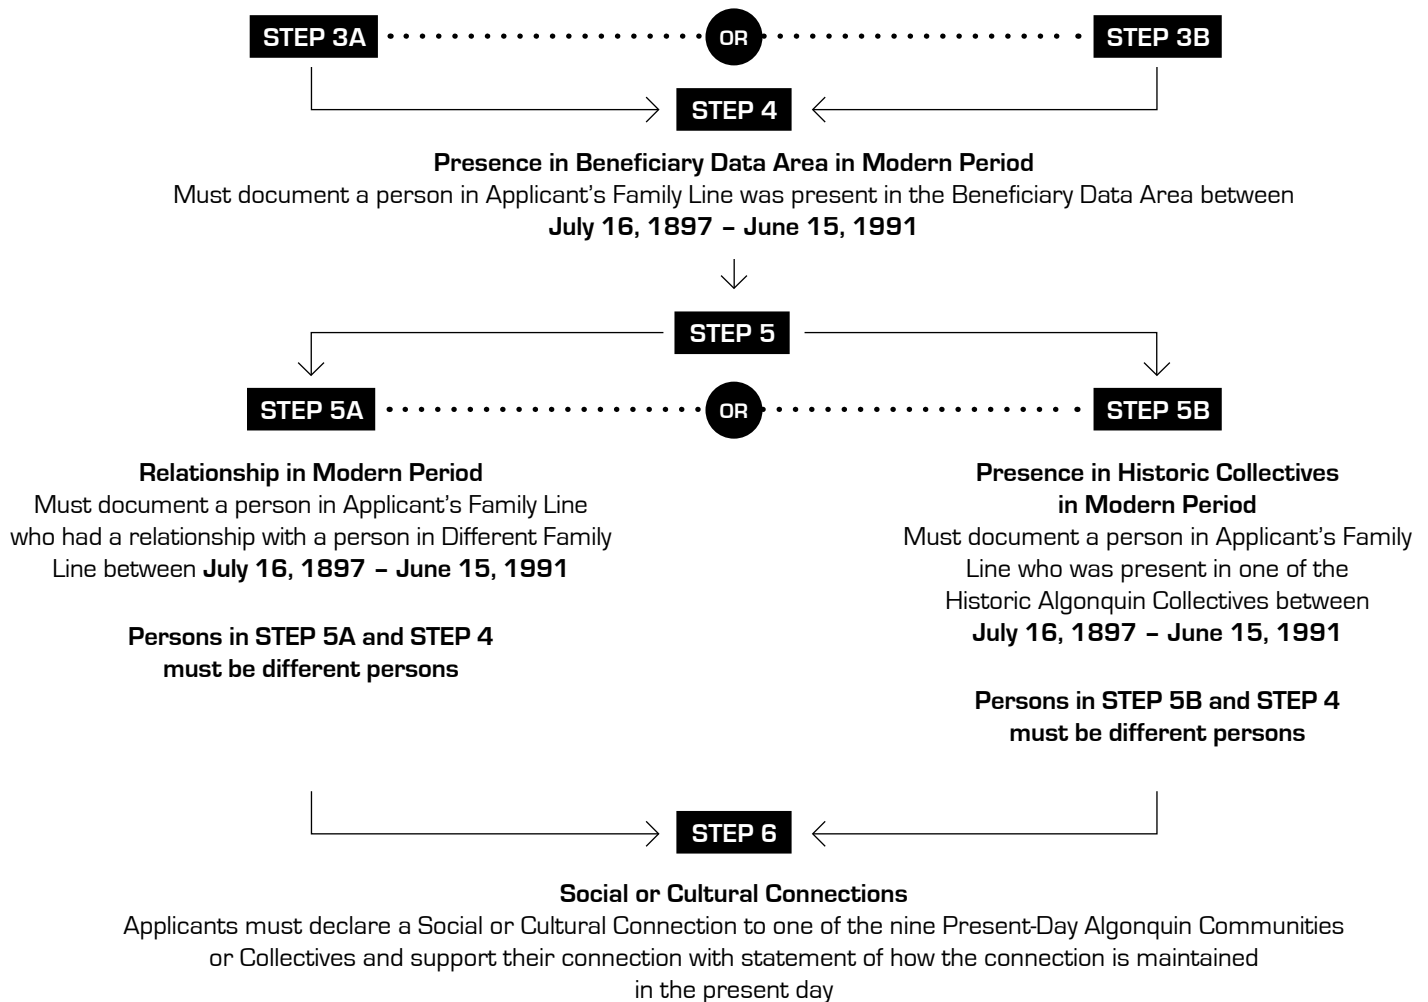 STEP 3A
OR
STEP 3B
STEP 4
Presence in Beneficiary Data Area in Modern Period
Must document a person in Applicant’s Family Line was present in the Beneficiary Data Area between
July 16, 1897 – June 15, 1991
STEP 5
STEP 5A
OR
STEP 5B
Relationship in Modern Period
Must document a person in Applicant’s Family Line
who had a relationship with a person in Different Family
Line between July 16, 1897 – June 15, 1991
Persons in STEP 5A and STEP 4
must be different persons
Presence in Historic Collectives
in Modern Period
Must document a person in Applicant’s Family
Line who was present in one of the
Historic Algonquin Collectives between
July 16, 1897 – June 15, 1991
Persons in STEP 5B and STEP 4
must be different persons
STEP 6
Social or Cultural Connections
Applicants must declare a Social or Cultural Connection to one of the nine Present-Day Algonquin Communities
or Collectives and support their connection with statement of how the connection is maintained
in the present day